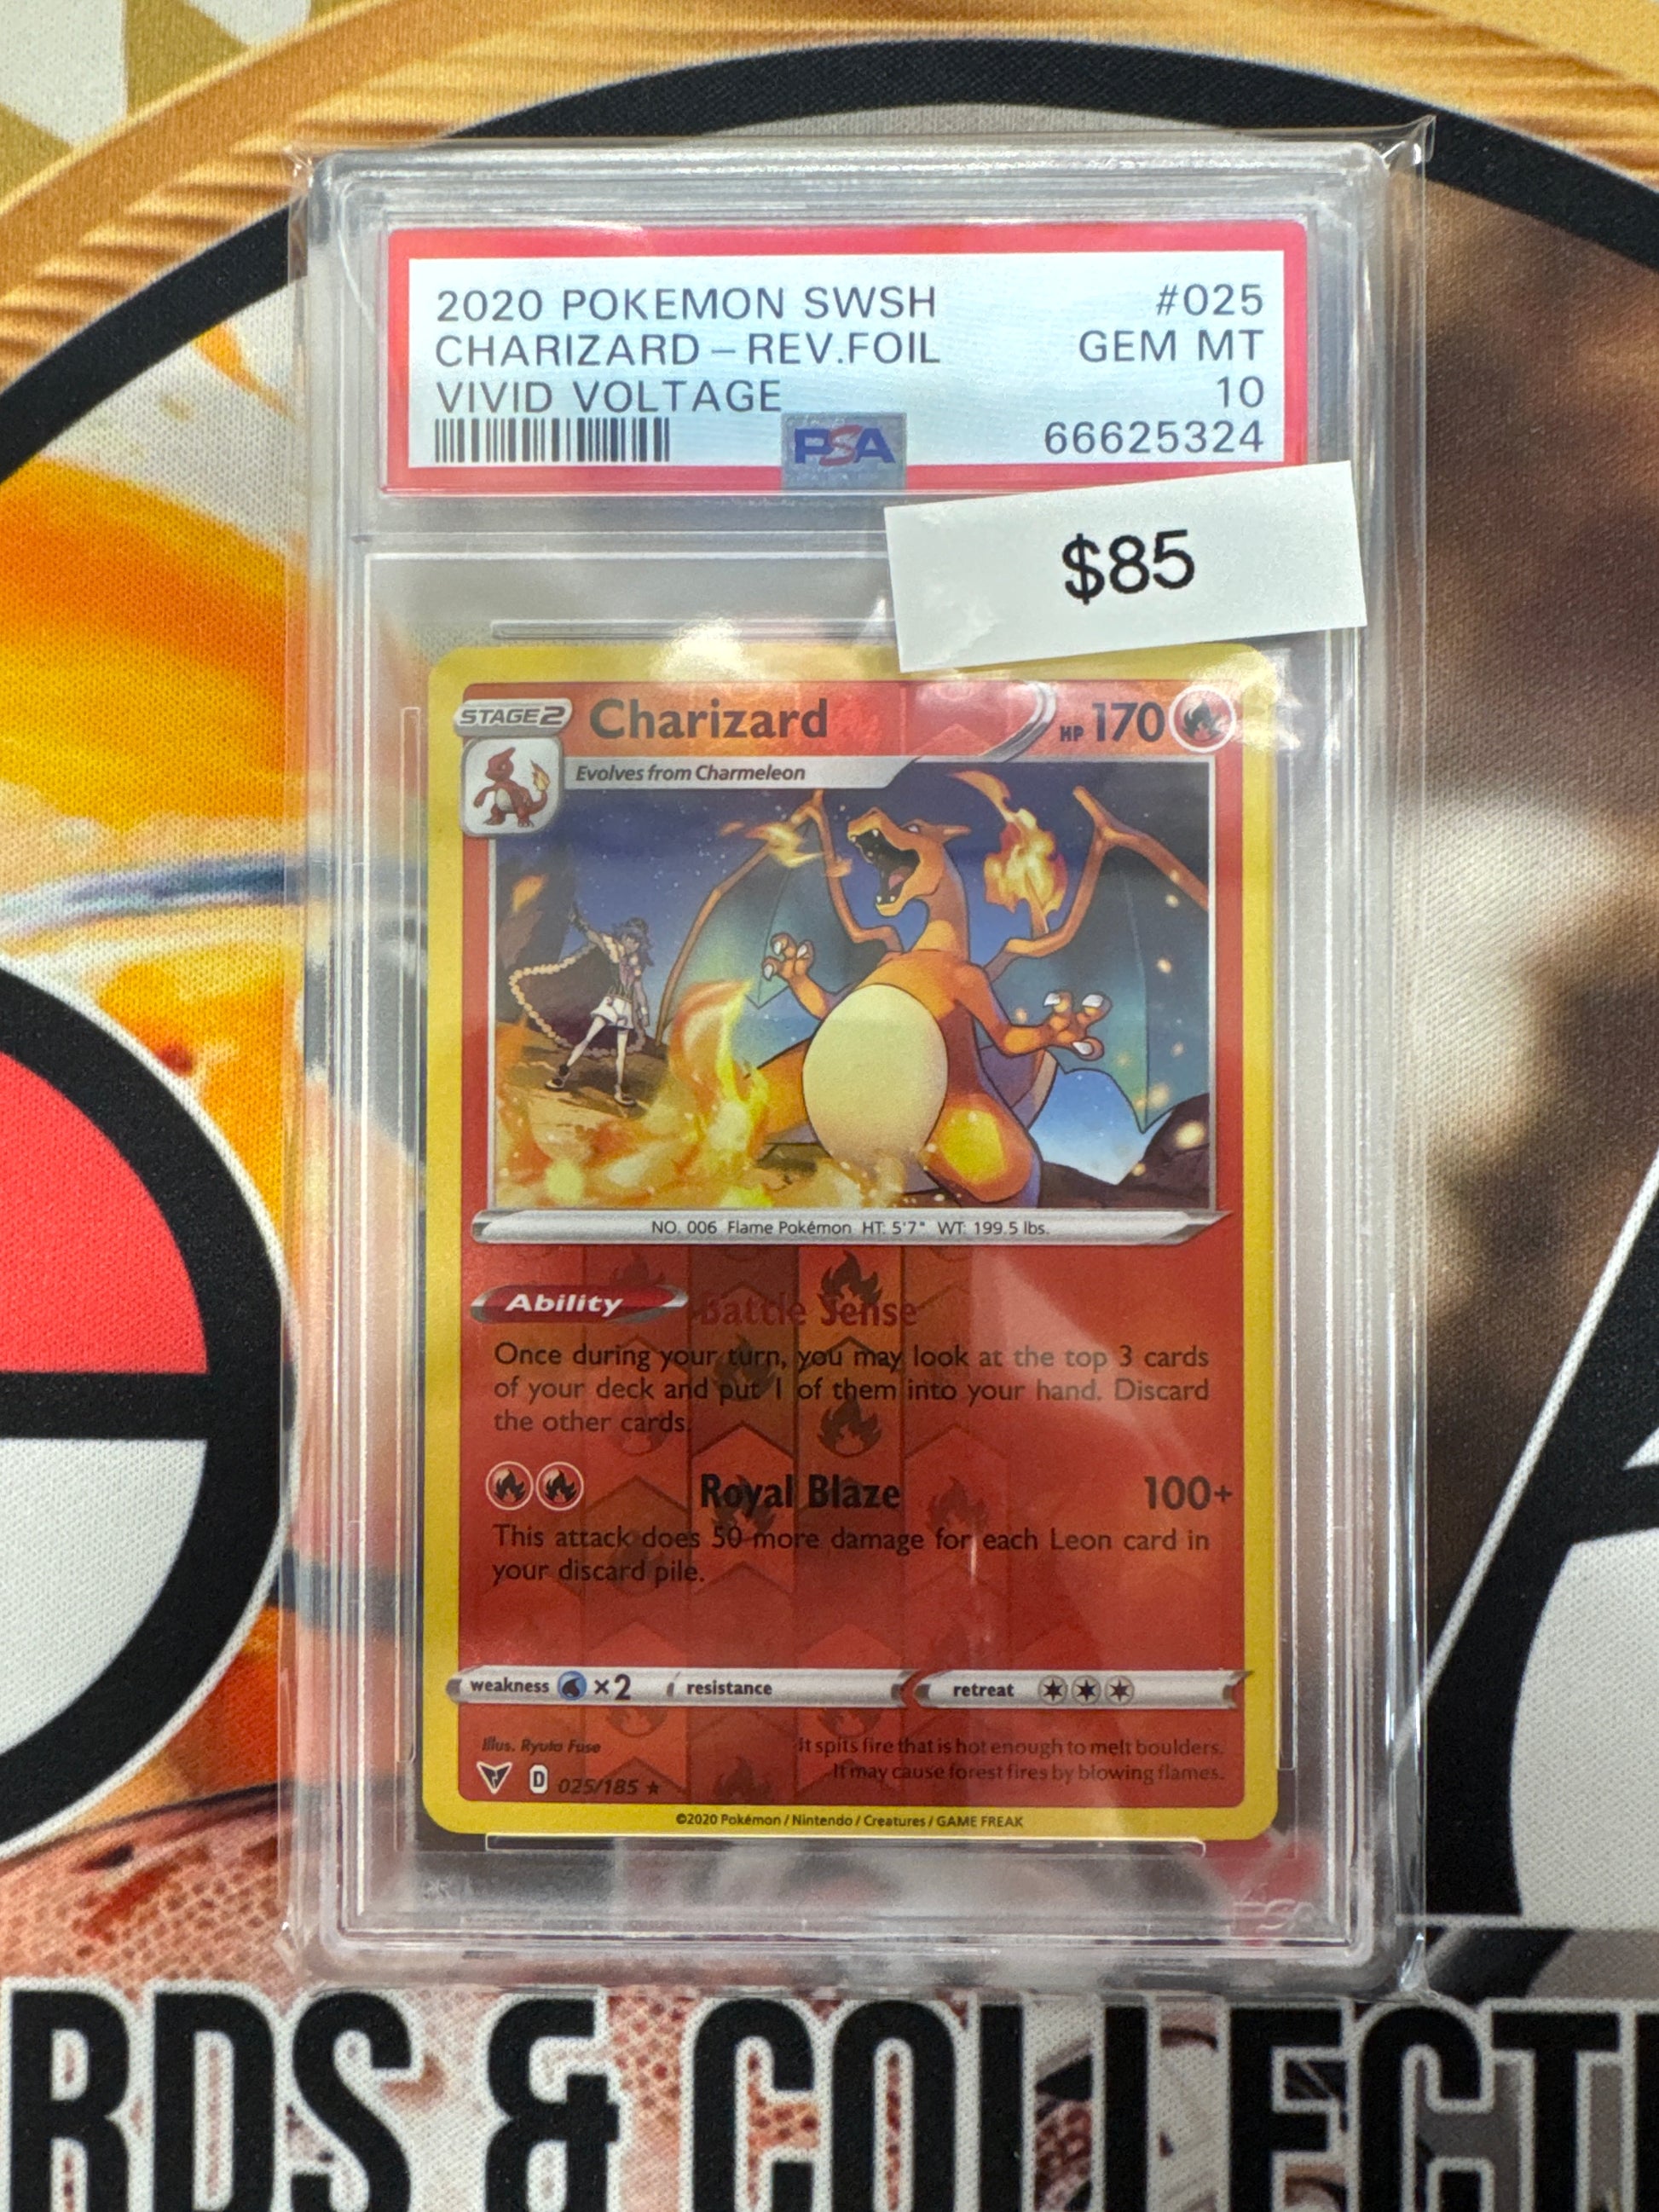 2020 POKEMON SWSH #025
CHARIZARD – REV.FOIL GEM MT
VIVID VOLTAGE 10
PSA 66625324
$85
STAGE2 Charizard HP 170
Evolves from Charmeleon
NO. 006 Flame Pokémon HT: 5'7" WT: 199.5 lbs.
Ability Battle Sense
Once during your turn, you may look at the top 3 cards
of your deck and put 1 of them into your hand. Discard
the other cards.
Royal Blaze 100+
This attack does 50 more damage for each Leon card in
your discard pile.
weakness ×2 resistance retreat
Illus. Ryuta Fuse It spits fire that is hot enough to melt boulders.
D 025/185 ★ It may cause forest fires by blowing flames.
©2020 Pokémon / Nintendo / Creatures / GAME FREAK
RDS & COLLECTI